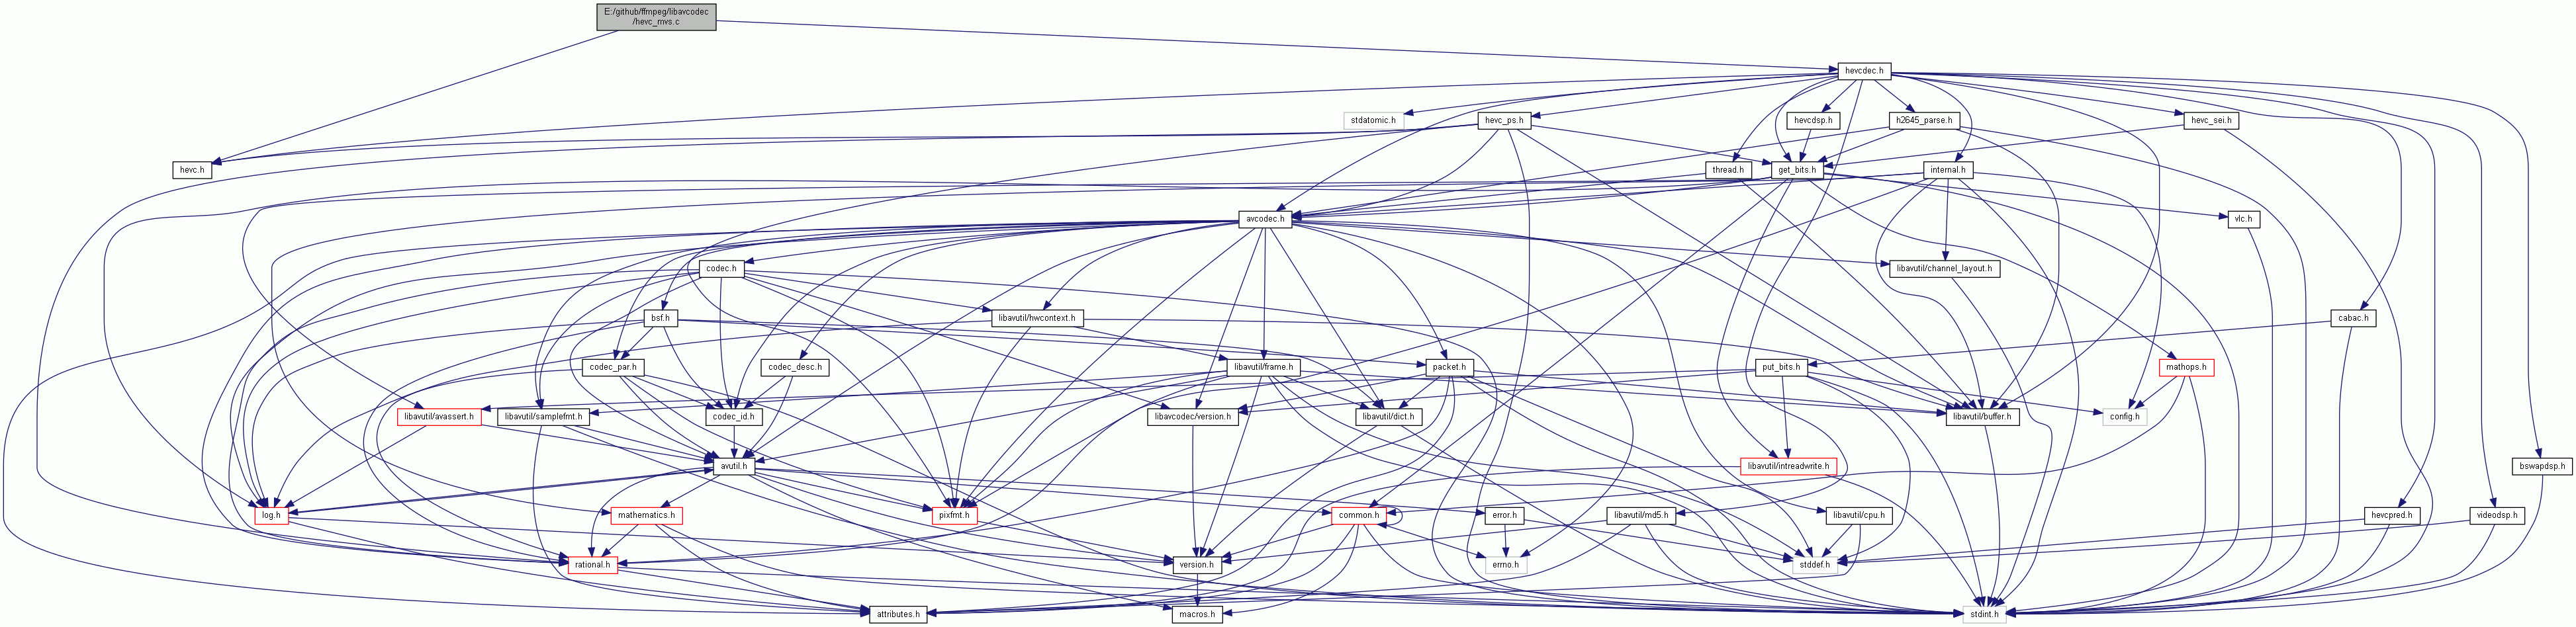 E:/github/ffmpeg/libavcodec
/hevc_mvs.c
hevcdec.h
stdatomic.h
hevc_ps.h
hevcdsp.h
h2645_parse.h
hevc_sei.h
hevc.h
thread.h
get_bits.h
internal.h
avcodec.h
vlc.h
codec.h
libavutil/channel_layout.h
bsf.h
libavutil/hwcontext.h
cabac.h
codec_par.h
codec_desc.h
libavutil/frame.h
packet.h
put_bits.h
mathops.h
libavutil/avassert.h
libavutil/samplefmt.h
codec_id.h
libavcodec/version.h
libavutil/dict.h
libavutil/buffer.h
config.h
avutil.h
libavutil/intreadwrite.h
bswapdsp.h
log.h
mathematics.h
pixfmt.h
common.h
error.h
libavutil/md5.h
libavutil/cpu.h
hevcpred.h
videodsp.h
rational.h
version.h
errno.h
stddef.h
attributes.h
macros.h
stdint.h